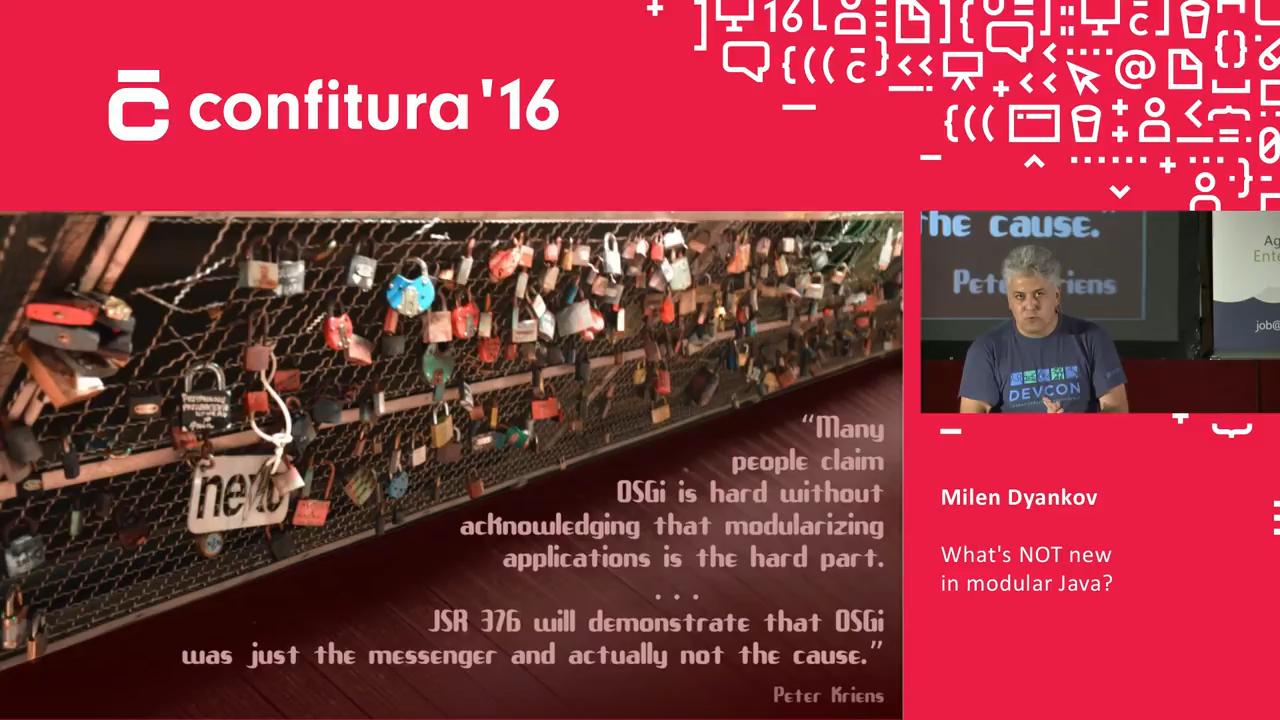 confitura '16
"Many
people claim
OSGi is hard without
acknowledging that modularizing
applications is the hard part.
. . .
JSR 376 will demonstrate that OSGi
was just the messenger and actually not the cause."
Peter Kriens
he cause."
Peter Kriens
job@
DEVCON
Milen Dyankov
What's NOT new
in modular Java?